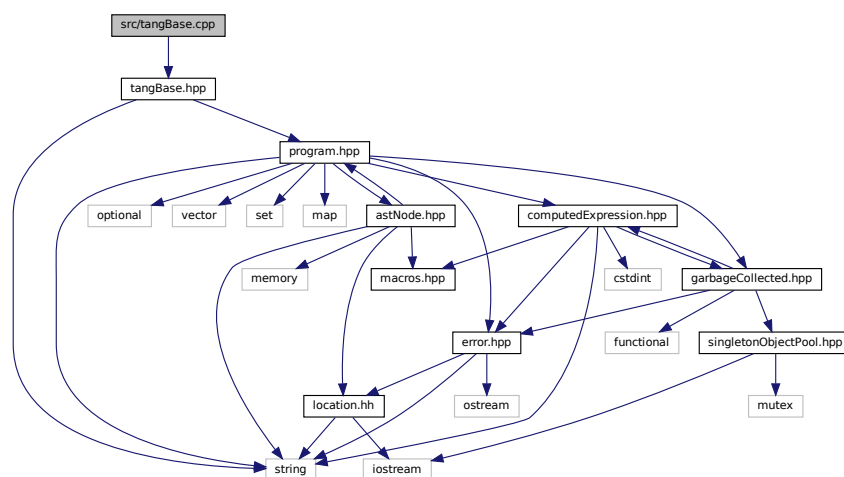 src/tangBase.cpp
tangBase.hpp
program.hpp
optional
vector
set
map
astNode.hpp
computedExpression.hpp
memory
macros.hpp
cstdint
garbageCollected.hpp
error.hpp
functional
singletonObjectPool.hpp
location.hh
ostream
mutex
string
iostream